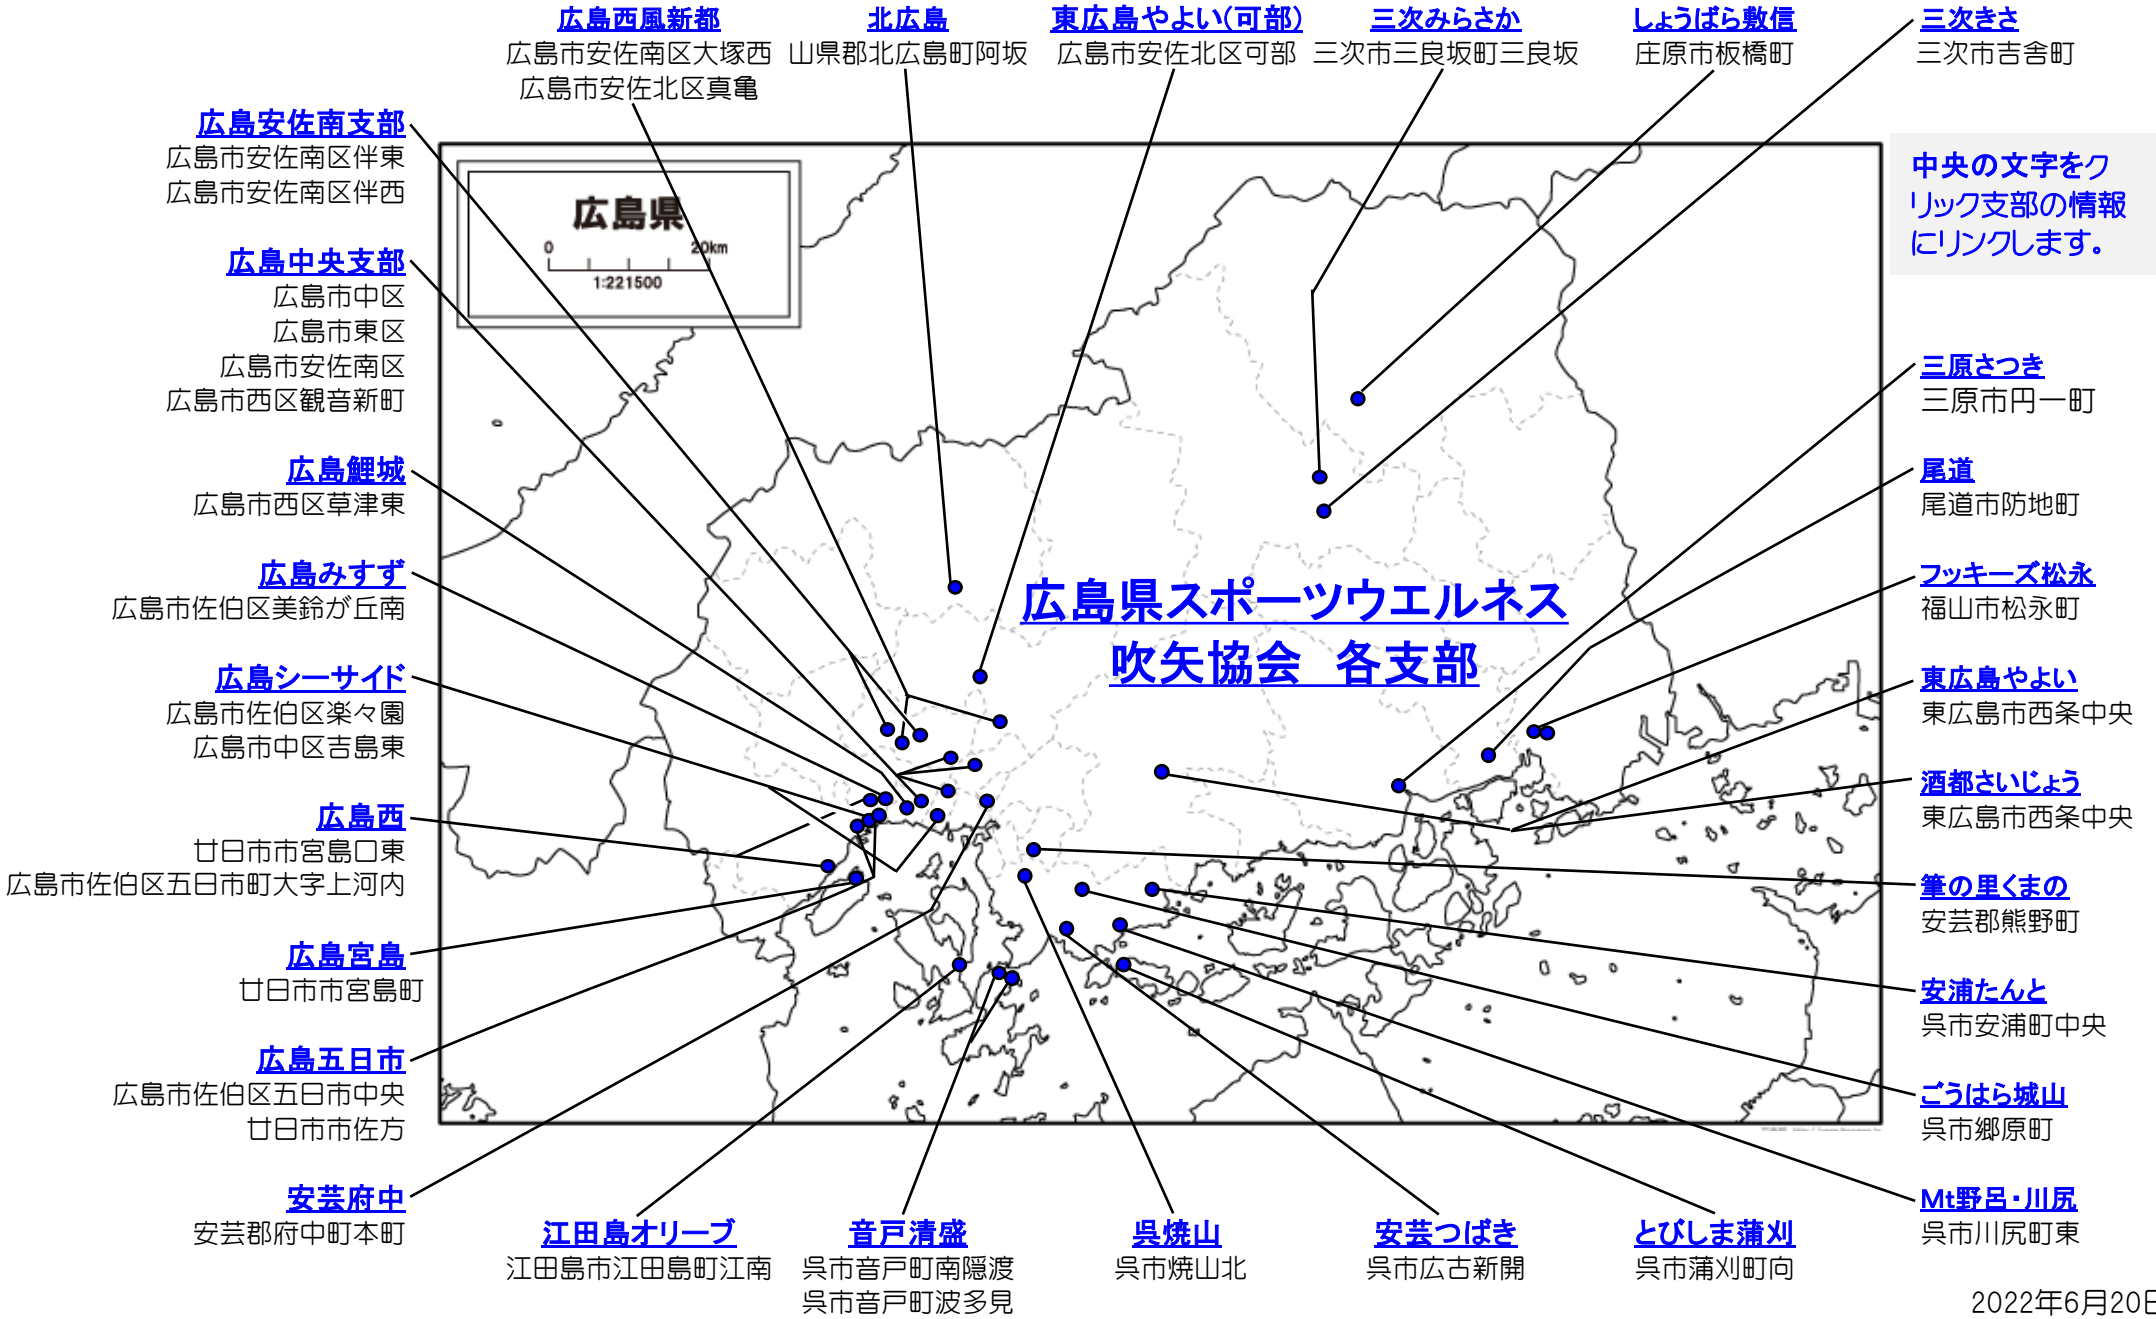 広島西風新都
広島市安佐南区大塚西
広島市安佐北区真亀
北広島
山県郡北広島町阿坂
東広島やよい(可部)
広島市安佐北区可部
三次みらさか
三次市三良坂町三良坂
しょうばら敷信
庄原市板橋町
三次きさ
三次市吉舎町
広島安佐南支部
広島市安佐南区伴東
広島市安佐南区伴西
広島中央支部
広島市中区
広島市東区
広島市安佐南区
広島市西区観音新町
広島鯉城
広島市西区草津東
広島みすず
広島市佐伯区美鈴が丘南
広島シーサイド
広島市佐伯区楽々園
広島市中区吉島東
広島西
廿日市市宮島口東
広島市佐伯区五日市町大字上河内
広島宮島
廿日市市宮島町
広島五日市
広島市佐伯区五日市中央
廿日市市佐方
安芸府中
安芸郡府中町本町
広島県
0 20km
1:221500
広島県スポーツウエルネス
吹矢協会 各支部
中央の文字をク
リック支部の情報
にリンクします。
三原さつき
三原市円一町
尾道
尾道市防地町
フッキーズ松永
福山市松永町
東広島やよい
東広島市西条中央
酒都さいじょう
東広島市西条中央
筆の里くまの
安芸郡熊野町
安浦たんと
呉市安浦町中央
ごうはら城山
呉市郷原町
Mt野呂・川尻
呉市川尻町東
江田島オリーブ
江田島市江田島町江南
音戸清盛
呉市音戸町南隠渡
呉市音戸町波多見
呉焼山
呉市焼山北
安芸つばき
呉市広古新開
とびしま蒲刈
呉市蒲刈町向
2022年6月20日